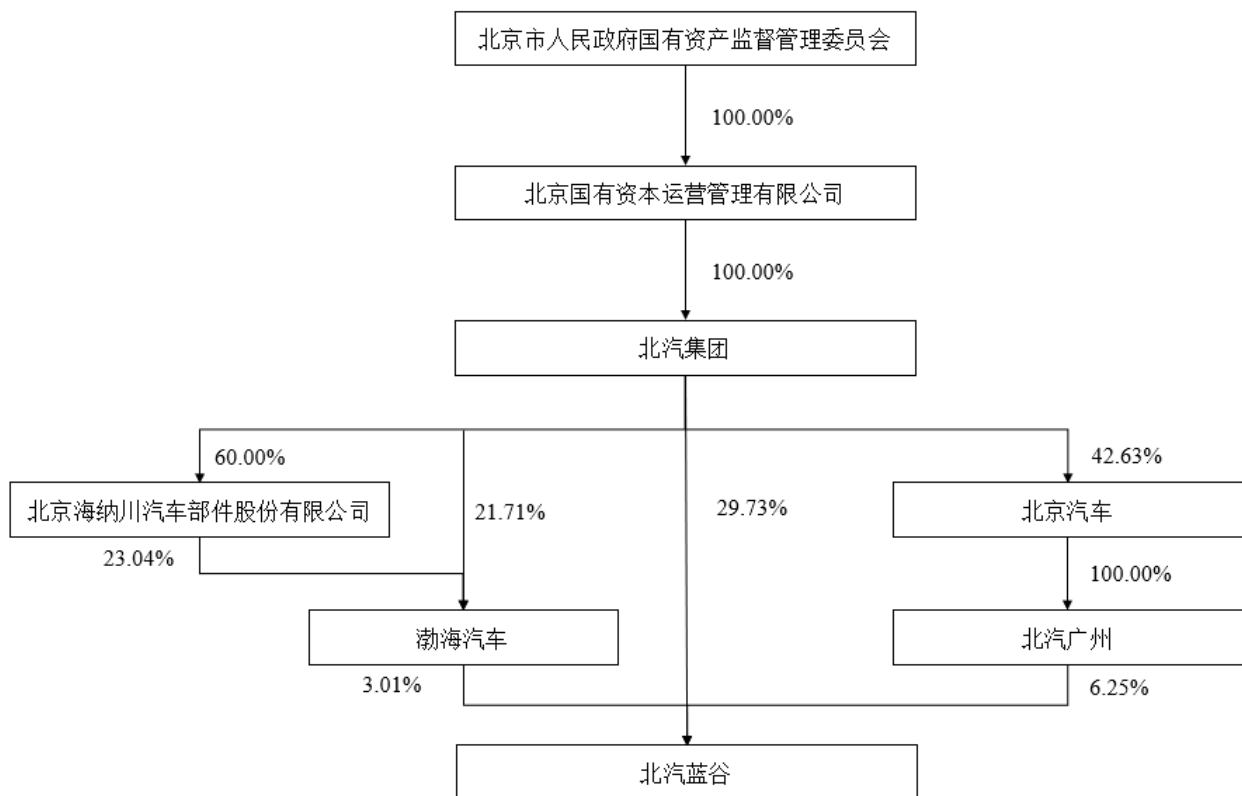 北京市人民政府国有资产监督管理委员会
100.00%
北京国有资本运营管理有限公司
100.00%
北汽集团
60.00%
21.71%
29.73%
42.63%
北京海纳川汽车部件股份有限公司
北京汽车
23.04%
100.00%
渤海汽车
北汽广州
3.01%
6.25%
北汽蓝谷